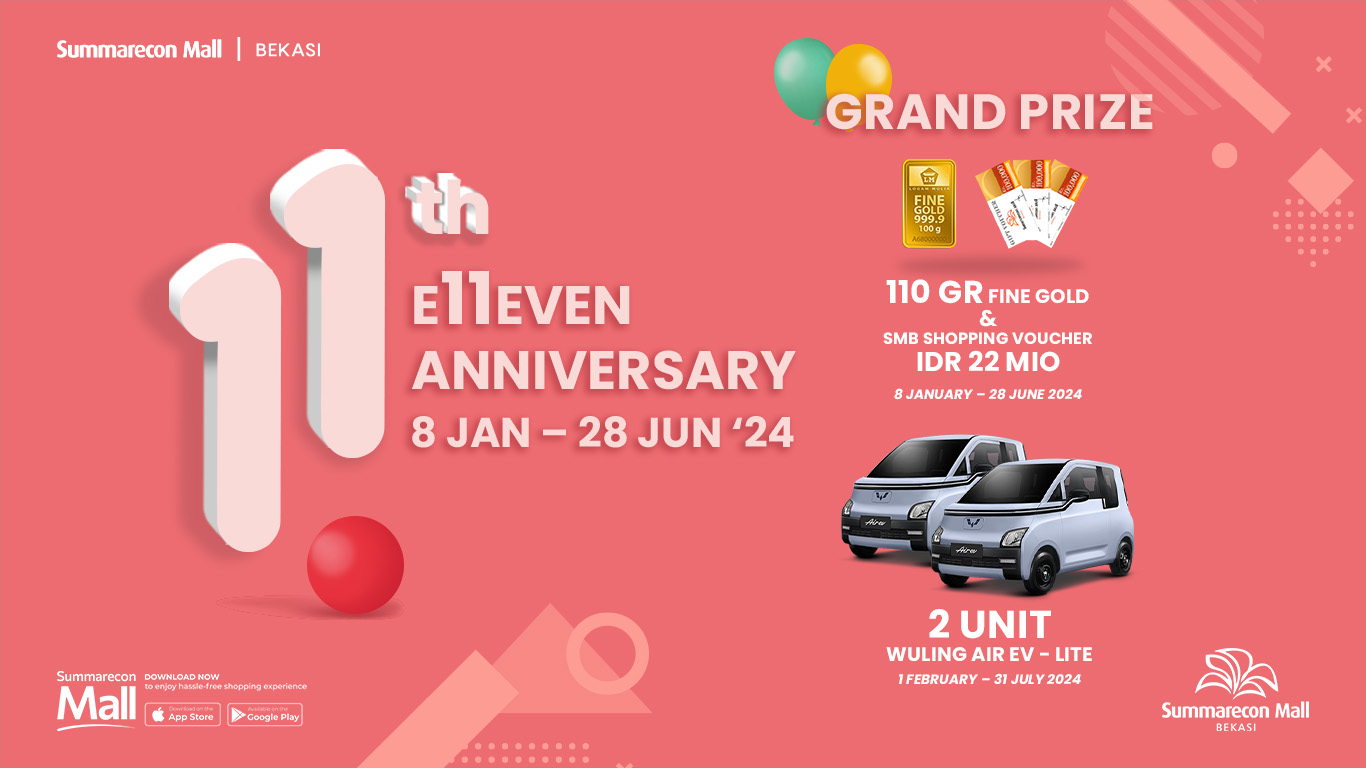 Summarecon Mall | BEKASI
11th
E11EVEN
ANNIVERSARY
8 JAN – 28 JUN ‘24
GRAND PRIZE
LM
LOGAM MULIA
FINE
GOLD
999.9
100 g
110 GR FINE GOLD
&
SMB SHOPPING VOUCHER
IDR 22 MIO
8 JANUARY – 28 JUNE 2024
Air ev
Air ev
2 UNIT
WULING AIR EV - LITE
1 FEBRUARY – 31 JULY 2024
Summarecon
Mall
DOWNLOAD NOW
to enjoy hassle-free shopping experience
Download on the
App Store
Available on the
Google Play
Summarecon Mall
BEKASI